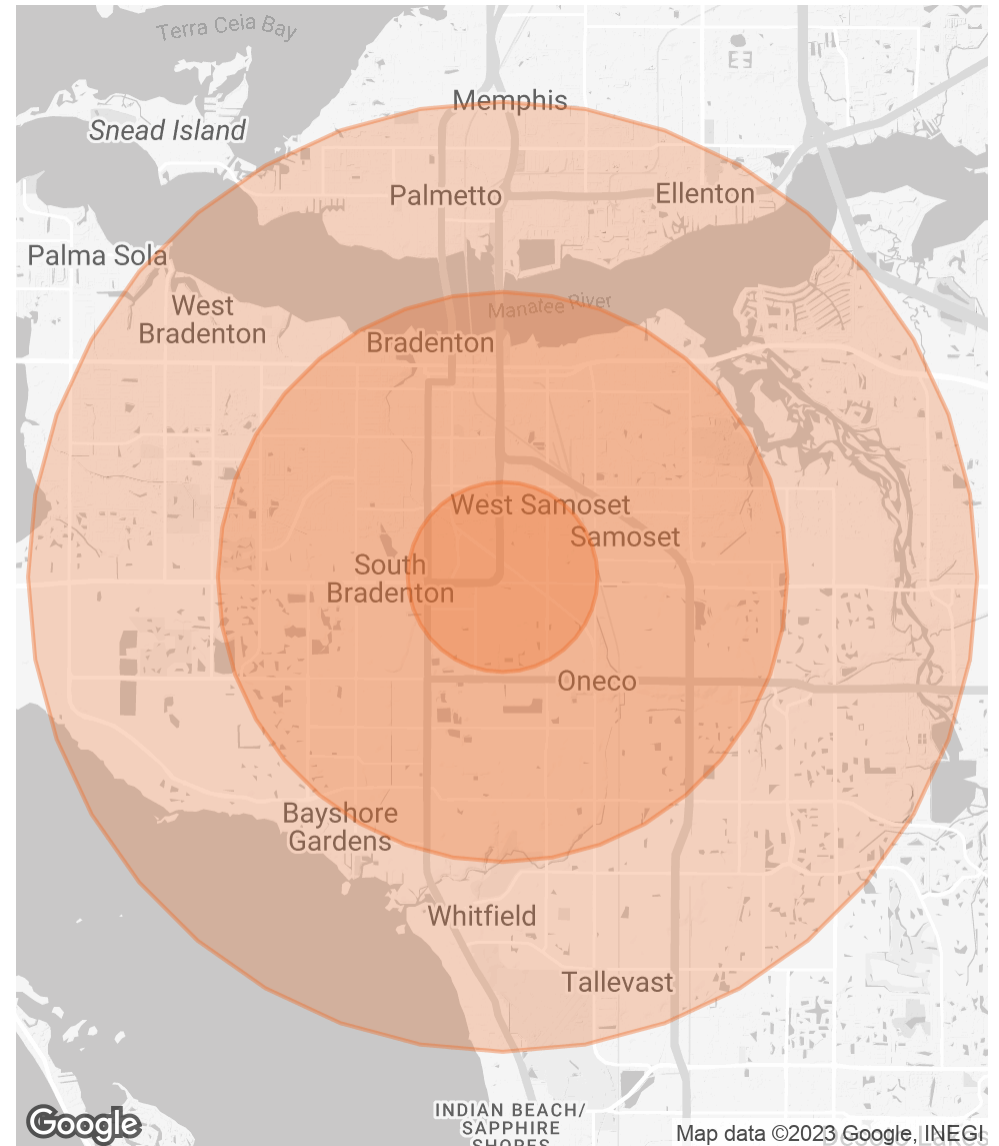 Terra Ceia Bay
Memphis
Snead Island
Palmetto
Ellenton
Palma Sola
West
Bradenton
Manatee River
Bradenton
West Samoset
Samoset
South
Bradenton
Oneco
Bayshore
Gardens
Whitfield
Tallevast
INDIAN BEACH/
SAPPHIRE
SHORES
Google
Map data ©2023 Google, INEGI